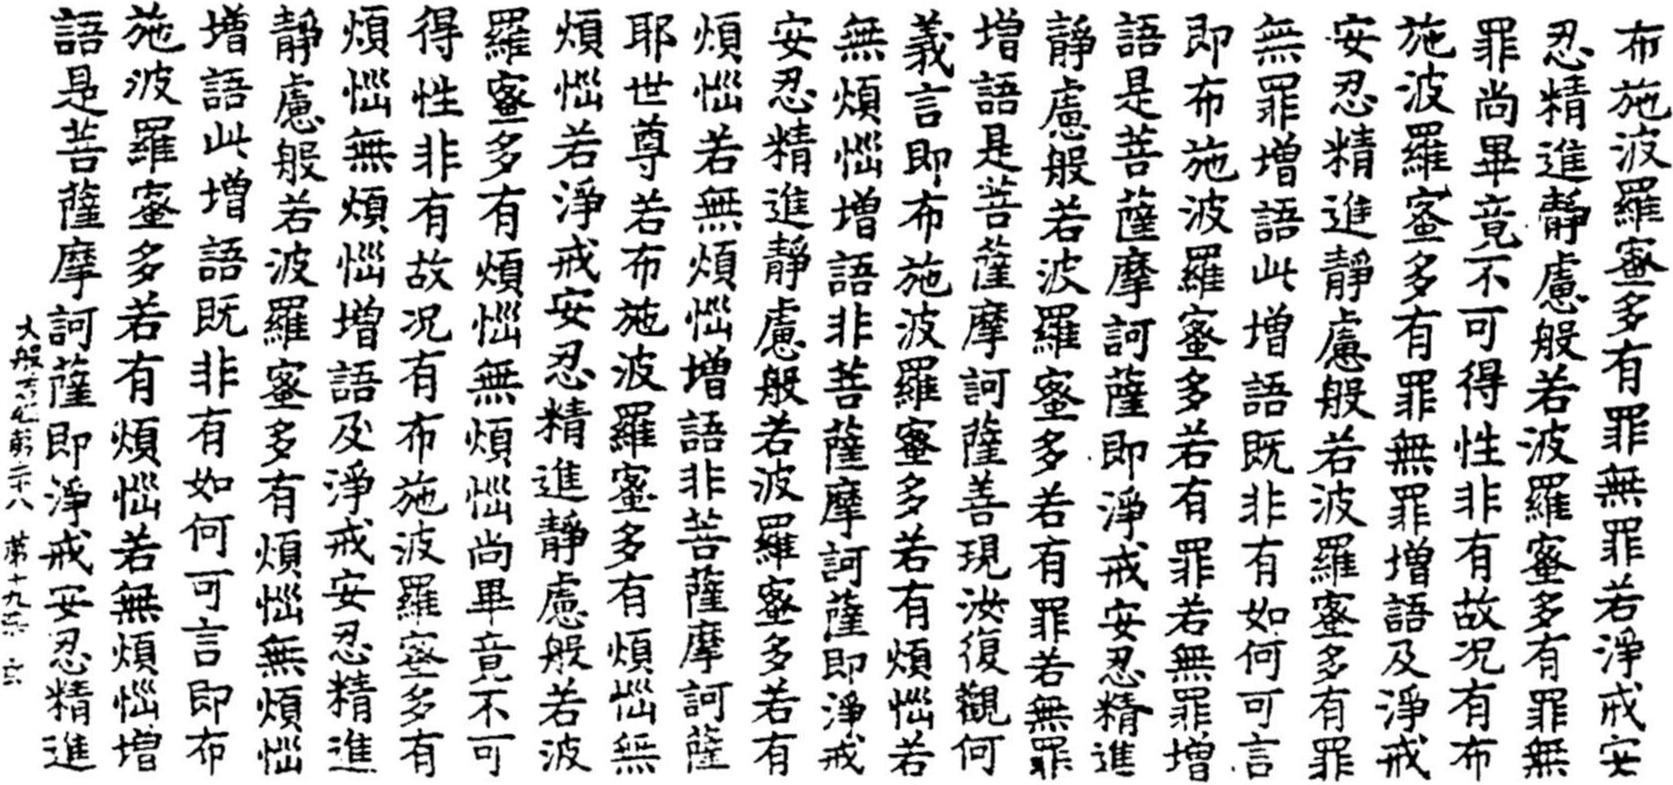 布施波羅蜜多有罪無罪若淨戒安
忍精進靜慮般若波羅蜜多有罪無
罪尚畢竟不可得性非有故况有布
施波羅蜜多有罪無罪增語及淨戒
安忍精進靜慮般若波羅蜜多有罪
無罪增語此增語既非有如何可言
即布施波羅蜜多若有罪若無罪增
語是菩薩摩訶薩即淨戒安忍精進
靜慮般若波羅蜜多若有罪若無罪
增語是菩薩摩訶薩善現汝復觀何
義言即布施波羅蜜多若有煩惱若
無煩惱增語非菩薩摩訶薩即淨戒
安忍精進靜慮般若波羅蜜多若有
煩惱若無煩惱增語非菩薩摩訶薩
耶世尊若布施波羅蜜多有煩惱無
煩惱若淨戒安忍精進靜慮般若波
羅蜜多有煩惱無煩惱尚畢竟不可
得性非有故况有布施波羅蜜多有
煩惱無煩惱增語及淨戒安忍精進
靜慮般若波羅蜜多有煩惱無煩惱
增語此增語既非有如何可言即布
施波羅蜜多若有煩惱若無煩惱增
語是菩薩摩訶薩即淨戒安忍精進
大般 第十九